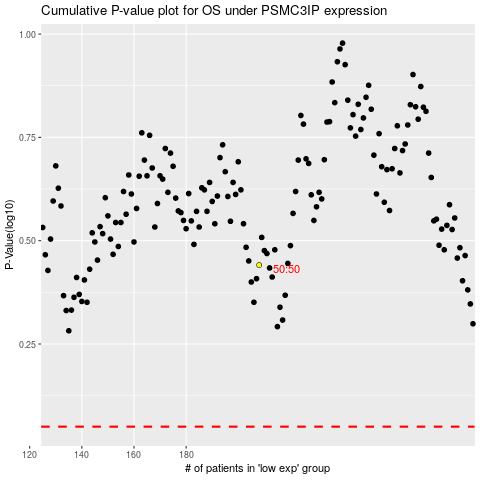 Cumulative P-value plot for OS under PSMC3IP expression
P-Value(log10)
1.00
0.75
0.50
0.25
50:50
120 140 160 180
# of patients in 'low exp' group